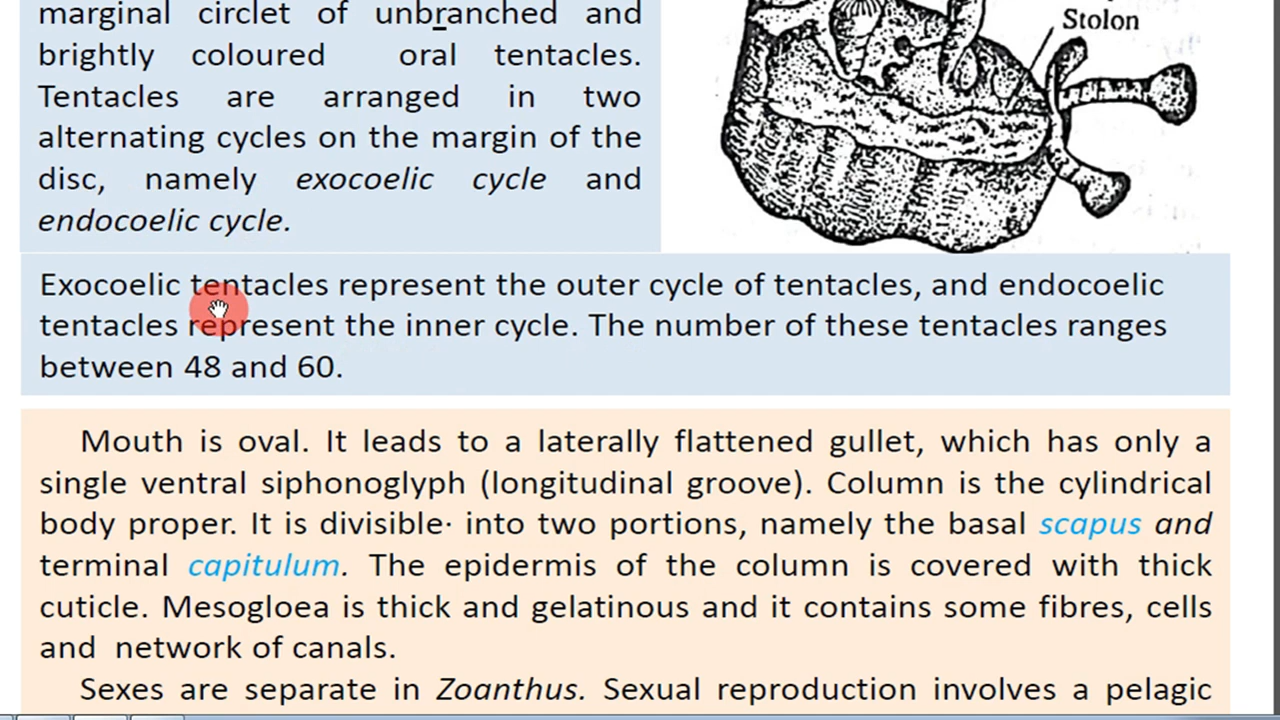 marginal circlet of unbranched and
brightly coloured oral tentacles.
Tentacles are arranged in two
alternating cycles on the margin of the
disc, namely exocoelic cycle and
endocoelic cycle.
Stolon
Exocoelic tentacles represent the outer cycle of tentacles, and endocoelic
tentacles represent the inner cycle. The number of these tentacles ranges
between 48 and 60.
Mouth is oval. It leads to a laterally flattened gullet, which has only a
single ventral siphonoglyph (longitudinal groove). Column is the cylindrical
body proper. It is divisible· into two portions, namely the basal scapus and
terminal capitulum. The epidermis of the column is covered with thick
cuticle. Mesogloea is thick and gelatinous and it contains some fibres, cells
and network of canals.
Sexes are separate in Zoanthus. Sexual reproduction involves a pelagic